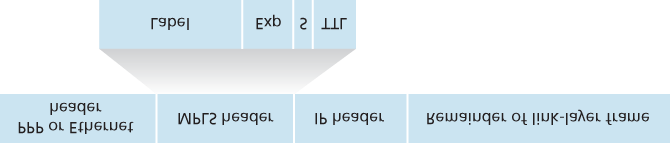 Label Exp S TTL
PPP or Ethernet
header
MPLS header
IP header
Remainder of link-layer frame